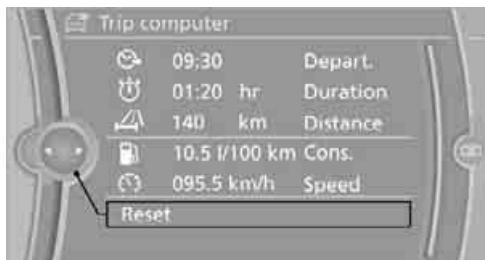 Trip computer
09:30 Depart.
01:20 hr Duration
140 km Distance
10.5 l/100 km Cons.
095.5 km/h Speed
Reset